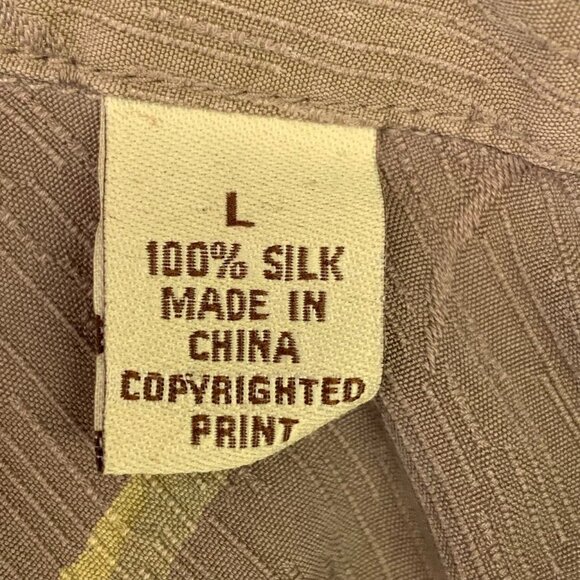 L
100% SILK
MADE IN
CHINA
COPYRIGHTED
PRINT